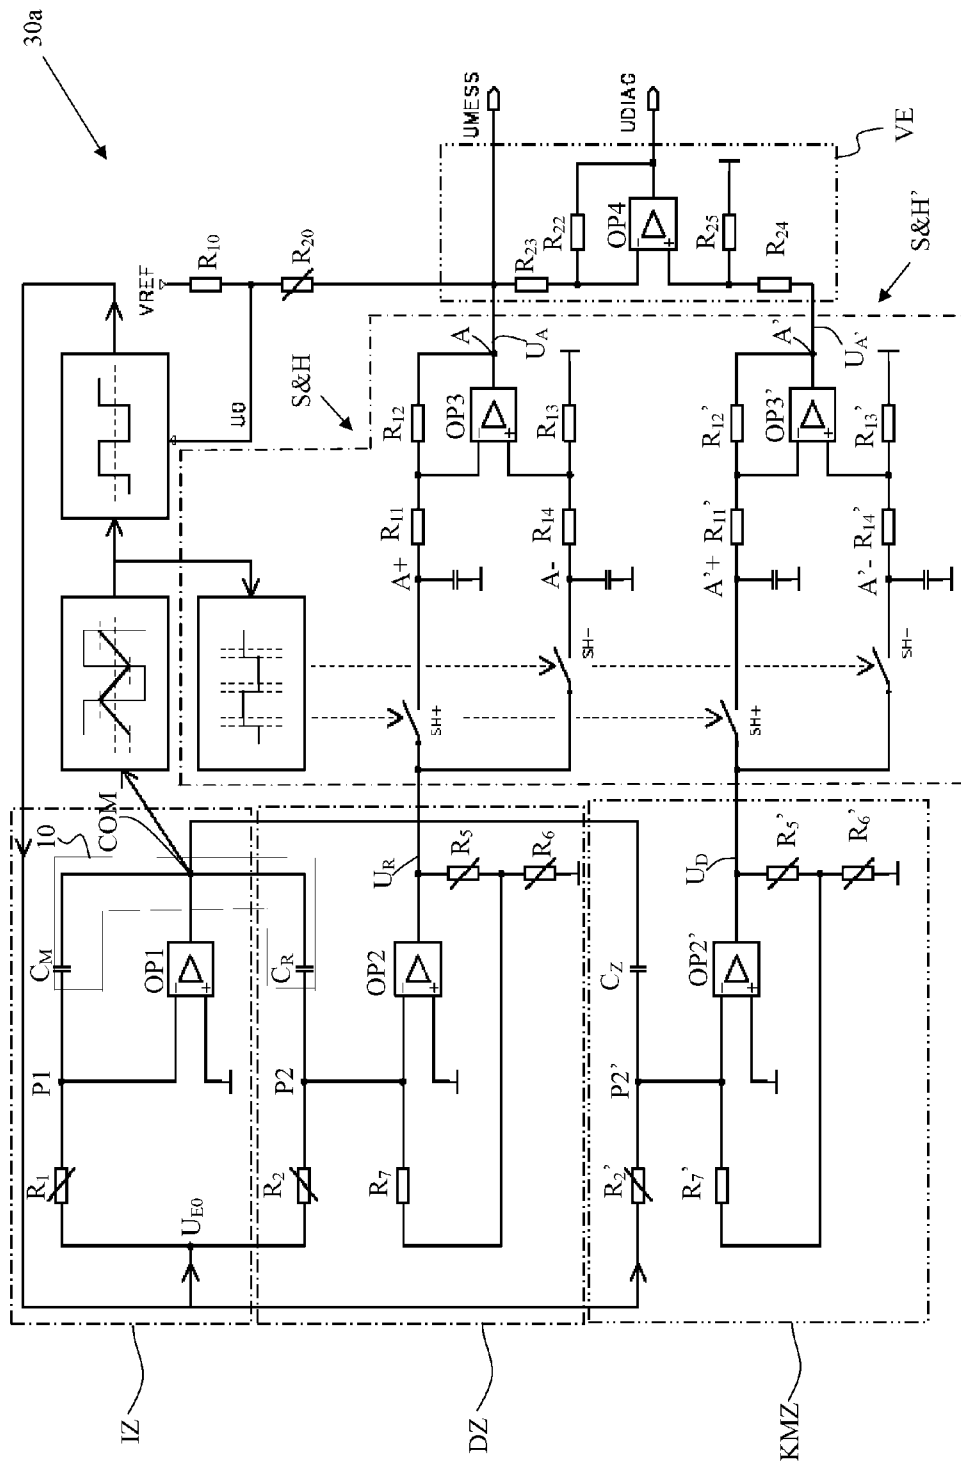 30a
VREF
R10
R20
U0
UMESS
UDIAG
VE
S&H'
S&H
R22
R23
OP4
R25
R24
A
UA
A'
UA'
R12
OP3
R13
R11
R14
A+
A-
R12'
OP3'
R13'
R11'
R14'
A'+
A'-
SH+
SH-
SH+
SH-
10
COM
CM
OP1
P1
R1
UE0
CR
OP2
P2
R2
R7
UR
R5
R6
CZ
OP2'
P2'
R2'
R7'
UD
R5'
R6'
IZ
DZ
KMZ